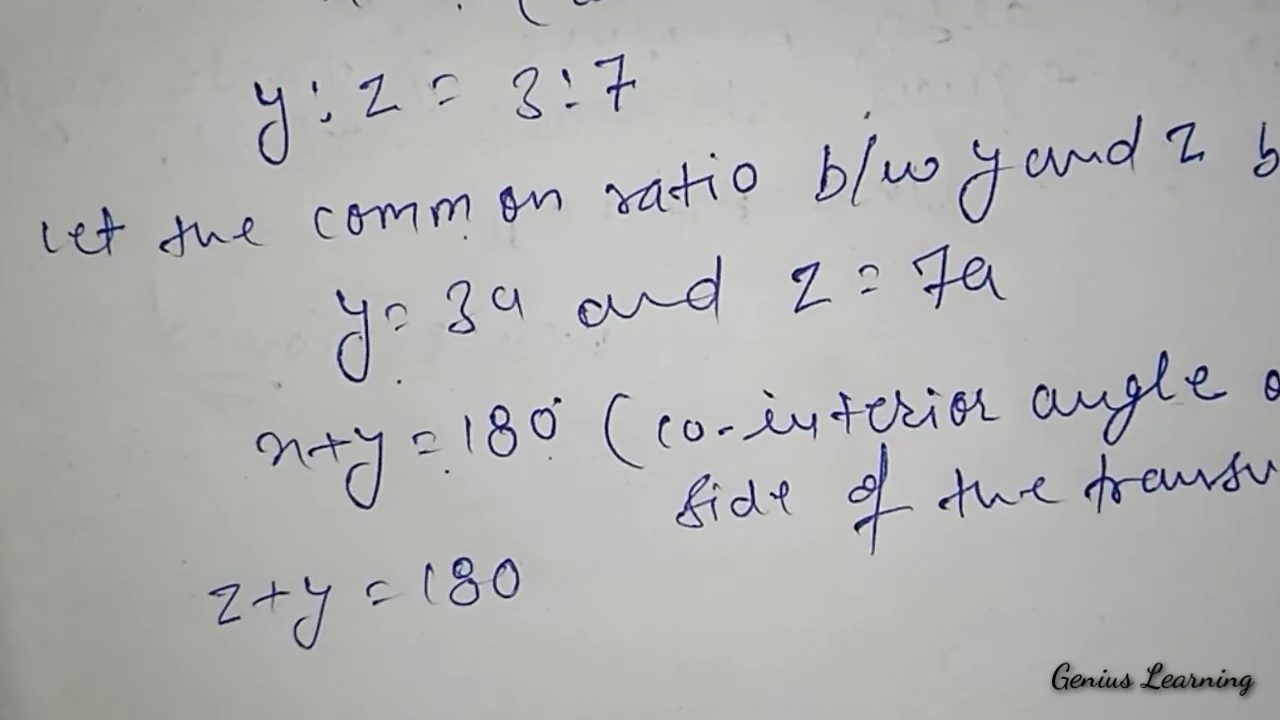 y : z = 3 : 7
Let the common ratio b/w y and z
y = 3a and z = 7a
x + y = 180° (co-interior angle
side of the
z + y = 180
Genius Learning